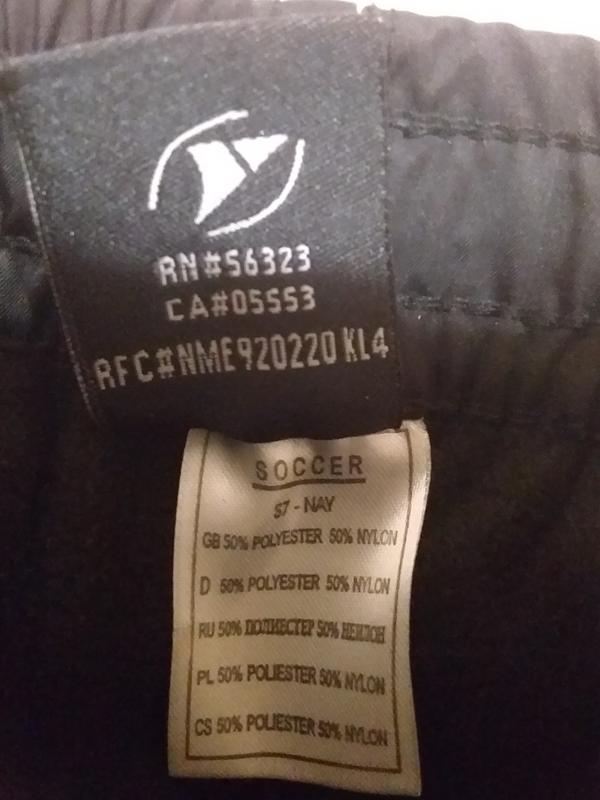 RN#56323
CA#05553
RFC#NME920220 KL4
SOCCER
S7 - NAY
GB 50% POLYESTER 50% NYLON
D 50% POLYESTER 50% NYLON
RU 50% ПОЛИЕСТЕР 50% НЕЙЛОН
PL 50% POLIESTER 50% NYLON
CS 50% POLIESTER 50% NYLON